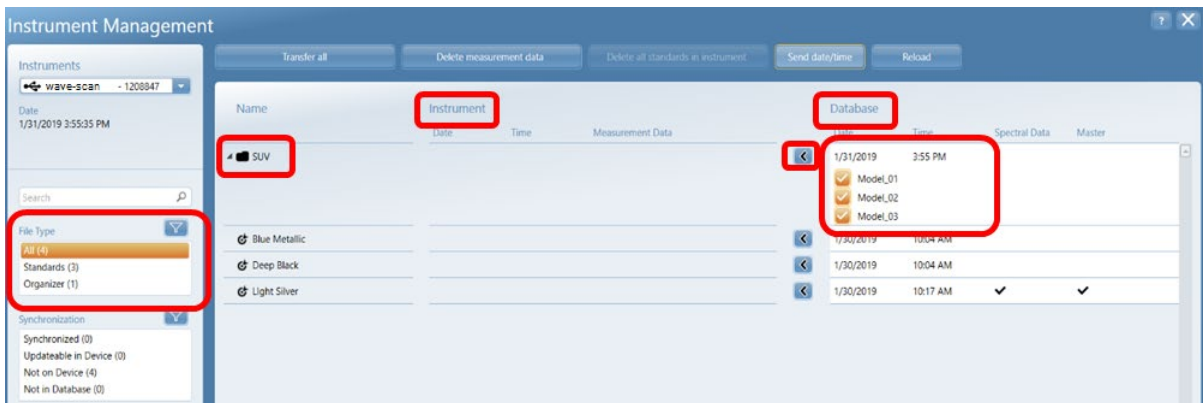 Instrument Management
?
Instruments
wave-scan - 1208847
Date
1/31/2019 3:55:35 PM
Search
File Type
All (4)
Standards (3)
Organizer (1)
Synchronization
Synchronized (0)
Updateable in Device (0)
Not on Device (4)
Not in Database (0)
Transfer all Delete measurement data Delete all standards in instrument Send date/time Reload
Name Instrument Database
Date Time Measurement Data Date Time Spectral Data Master
SUV 1/31/2019 3:55 PM
Model_01
Model_02
Model_03
Blue Metallic 1/30/2019 10:04 AM
Deep Black 1/30/2019 10:04 AM
Light Silver 1/30/2019 10:17 AM